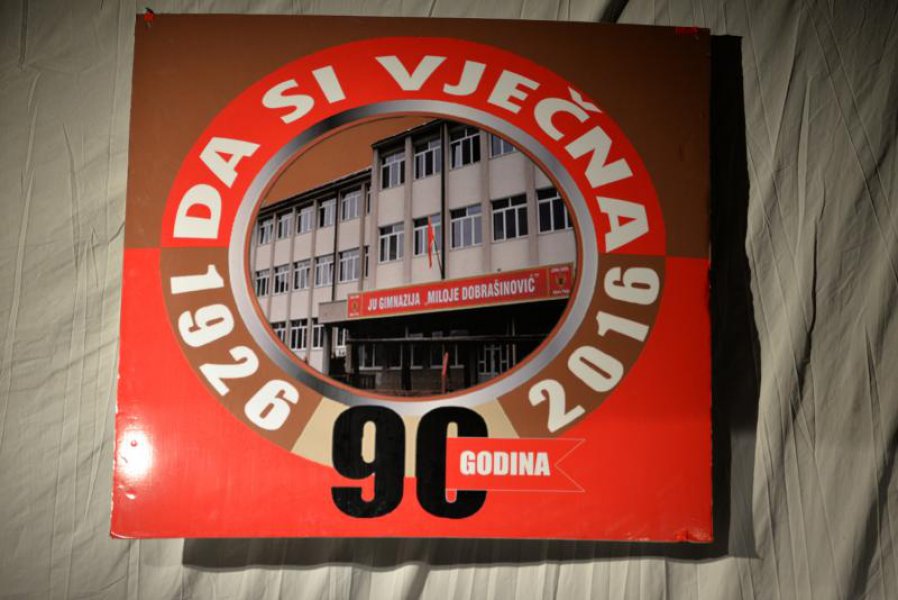 DA SI VJEČNA
1926
2016
JU GIMNAZIJA „MILOJE DOBRAŠINOVIĆ"
90
GODINA